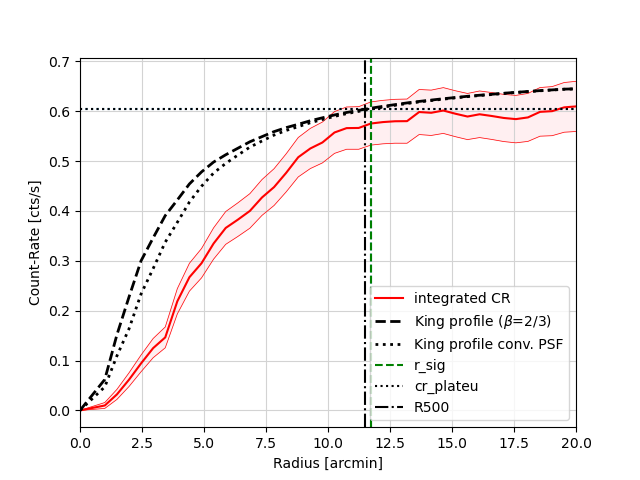 0.7
0.6
0.5
0.4
0.3
0.2
0.1
0.0
Count-Rate [cts/s]
integrated CR
King profile (β=2/3)
King profile conv. PSF
r_sig
cr_plateu
R500
0.0 2.5 5.0 7.5 10.0 12.5 15.0 17.5 20.0
Radius [arcmin]